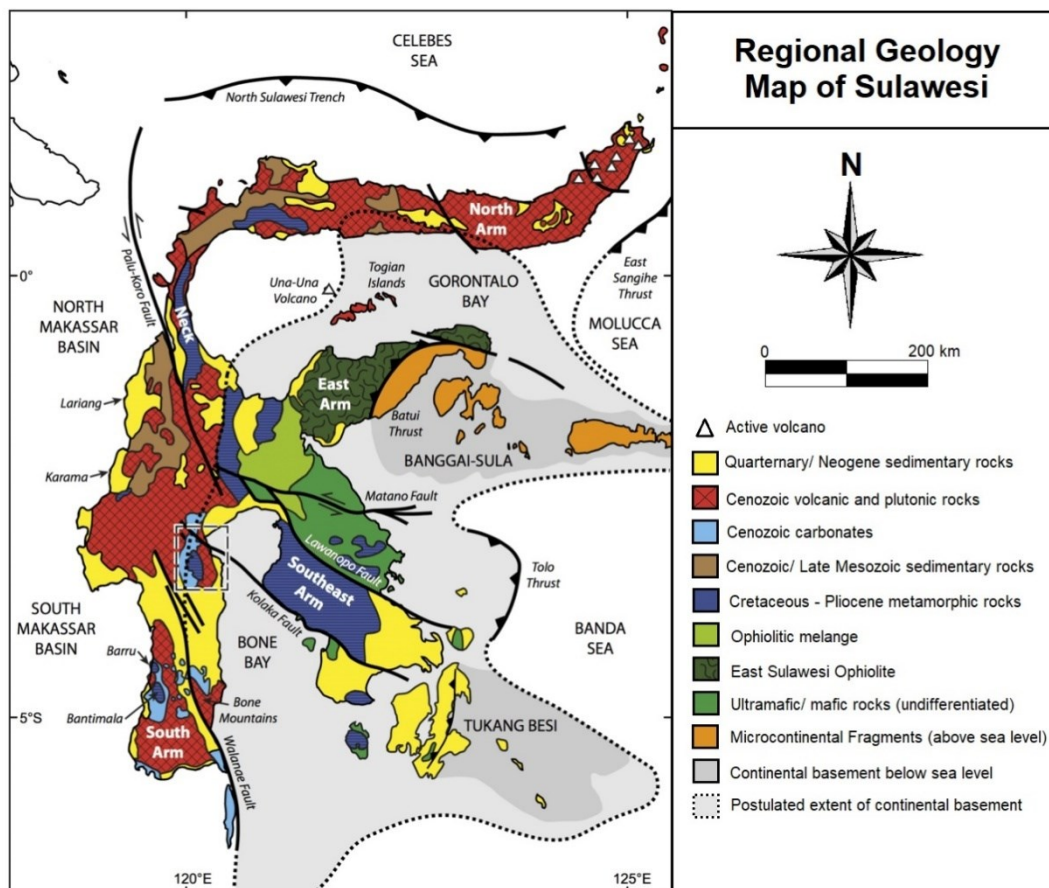 CELEBES
SEA
North Sulawesi Trench
North
Arm
Palu-Koro Fault
0°
Una-Una
Volcano
Togian
Islands
GORONTALO
BAY
East
Sangihe
Thrust
MOLUCCA
SEA
NORTH
MAKASSAR
BASIN
Neck
Lariang
East
Arm
Batui
Thrust
BANGGAI-SULA
Karama
Matano Fault
Lawanopo Fault
Tolo
Thrust
Southeast
Arm
Kolaka Fault
SOUTH
MAKASSAR
BASIN
BONE
BAY
BANDA
SEA
Barru
Bantimala
Bone
Mountains
5°S
South
Arm
Walanae Fault
TUKANG BESI
120°E
125°E
Regional Geology
Map of Sulawesi
N
0 200 km
Active volcano
Quarternary/ Neogene sedimentary rocks
Cenozoic volcanic and plutonic rocks
Cenozoic carbonates
Cenozoic/ Late Mesozoic sedimentary rocks
Cretaceous - Pliocene metamorphic rocks
Ophiolitic melange
East Sulawesi Ophiolite
Ultramafic/ mafic rocks (undifferentiated)
Microcontinental Fragments (above sea level)
Continental basement below sea level
Postulated extent of continental basement